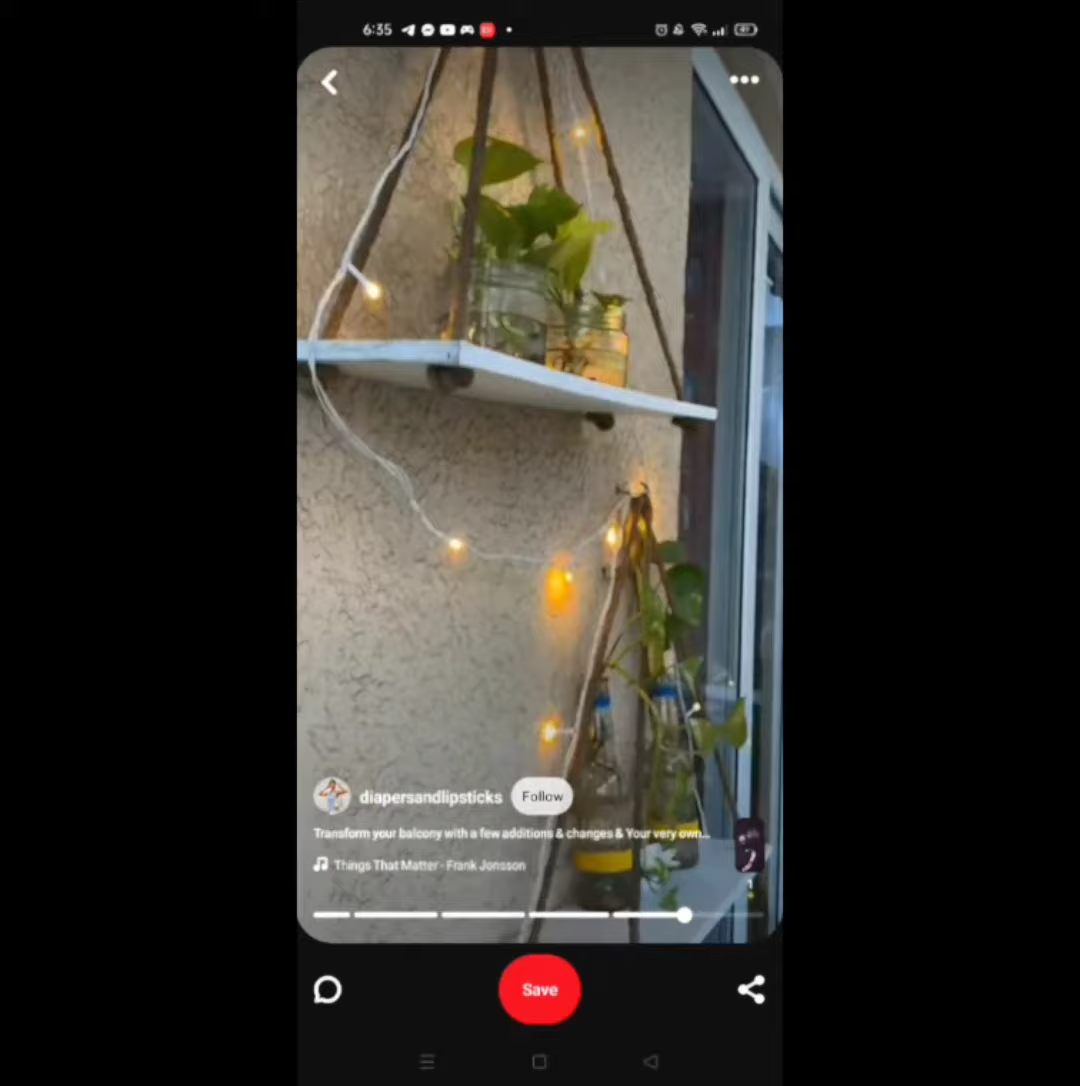 6:35
diapersandlipsticks
Follow
Transform your balcony with a few additions & changes & Your very own...
Things That Matter - Frank Jonsson
Save